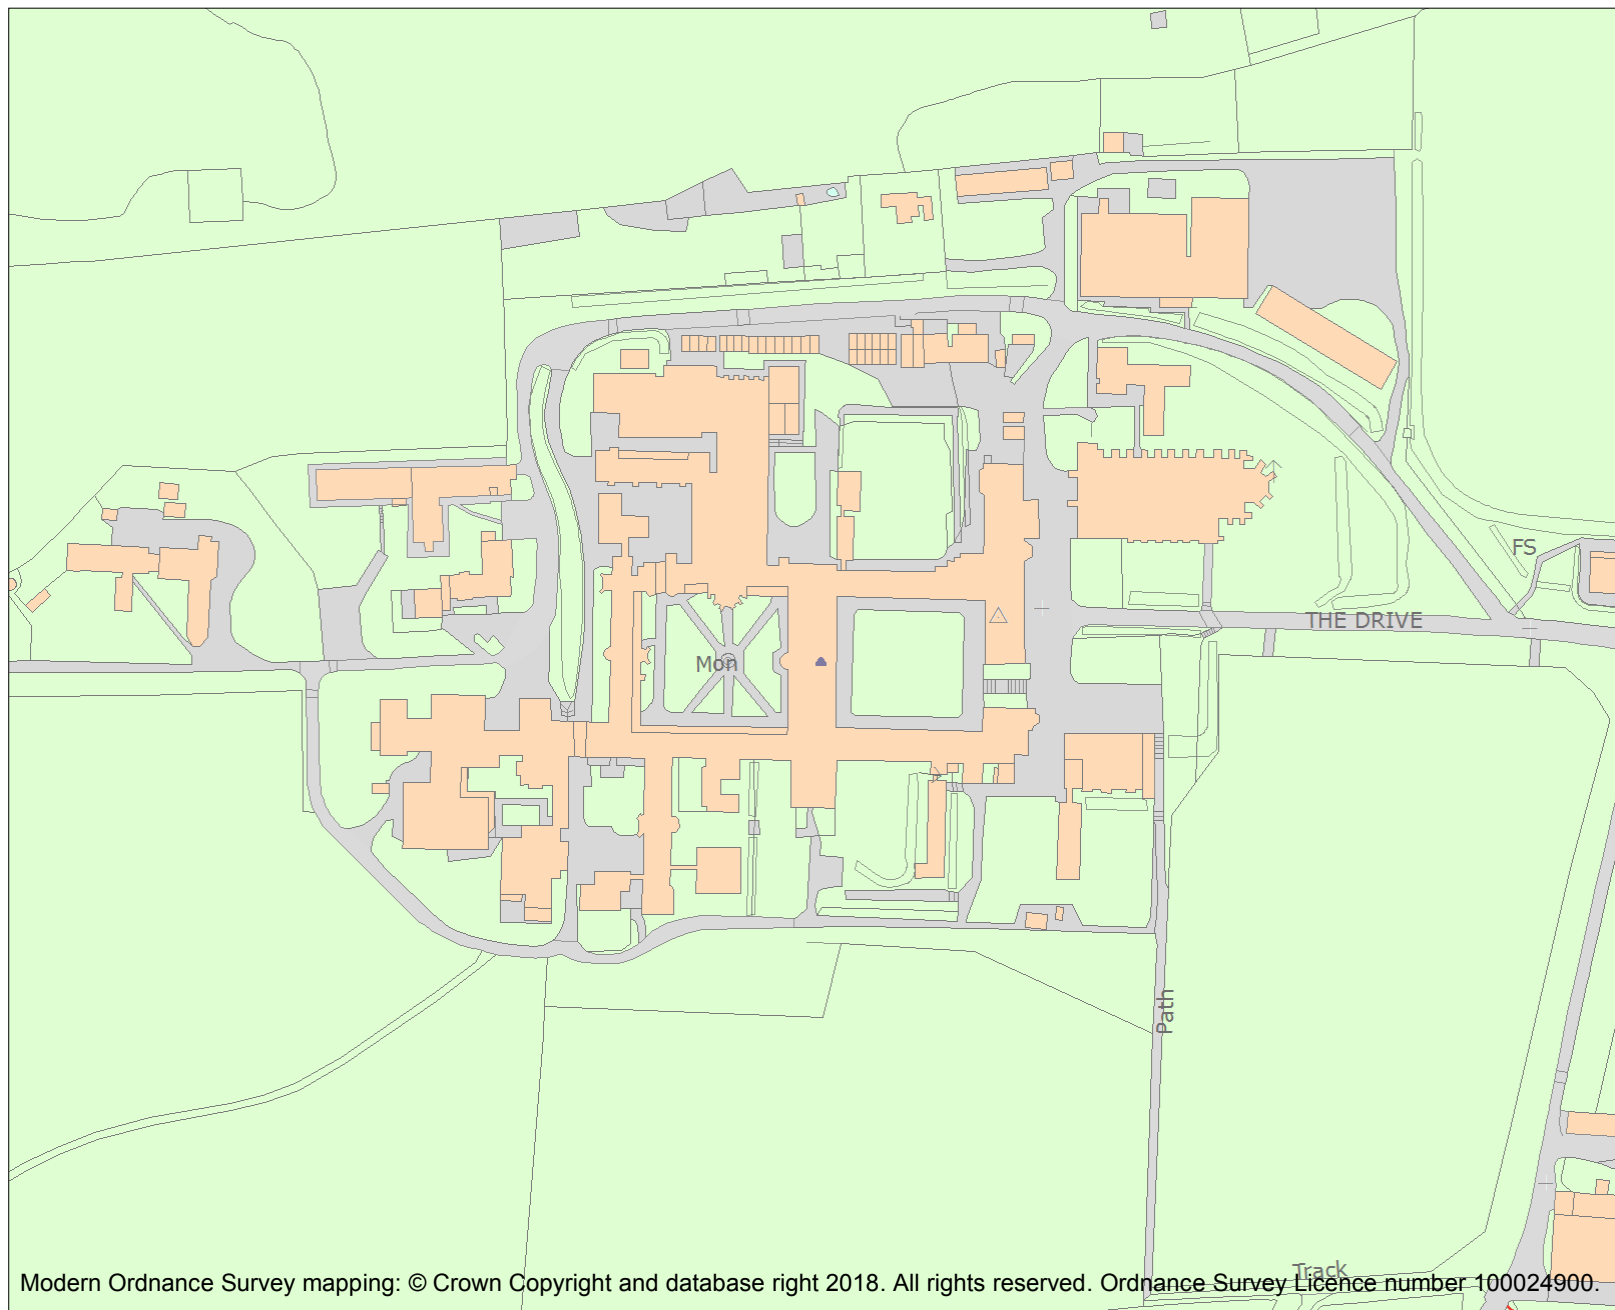 FS
THE DRIVE
Mon
Path
Track
Modern Ordnance Survey mapping: © Crown Copyright and database right 2018. All rights reserved. Ordnance Survey Licence number 100024900.